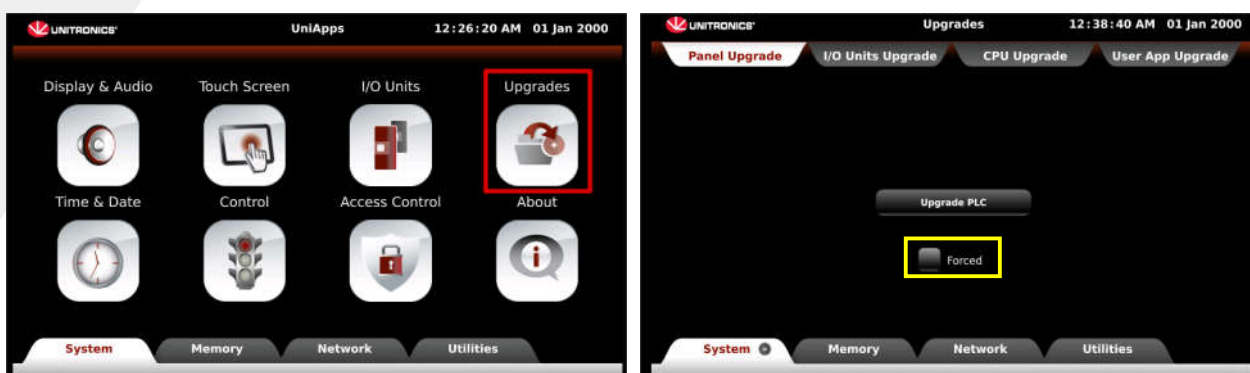 UNITRONICS UniApps 12:26:20 AM 01 Jan 2000
Display & Audio Touch Screen I/O Units Upgrades
Time & Date Control Access Control About
System Memory Network Utilities
UNITRONICS Upgrades 12:38:40 AM 01 Jan 2000
Panel Upgrade I/O Units Upgrade CPU Upgrade User App Upgrade
Upgrade PLC
Forced
System Memory Network Utilities